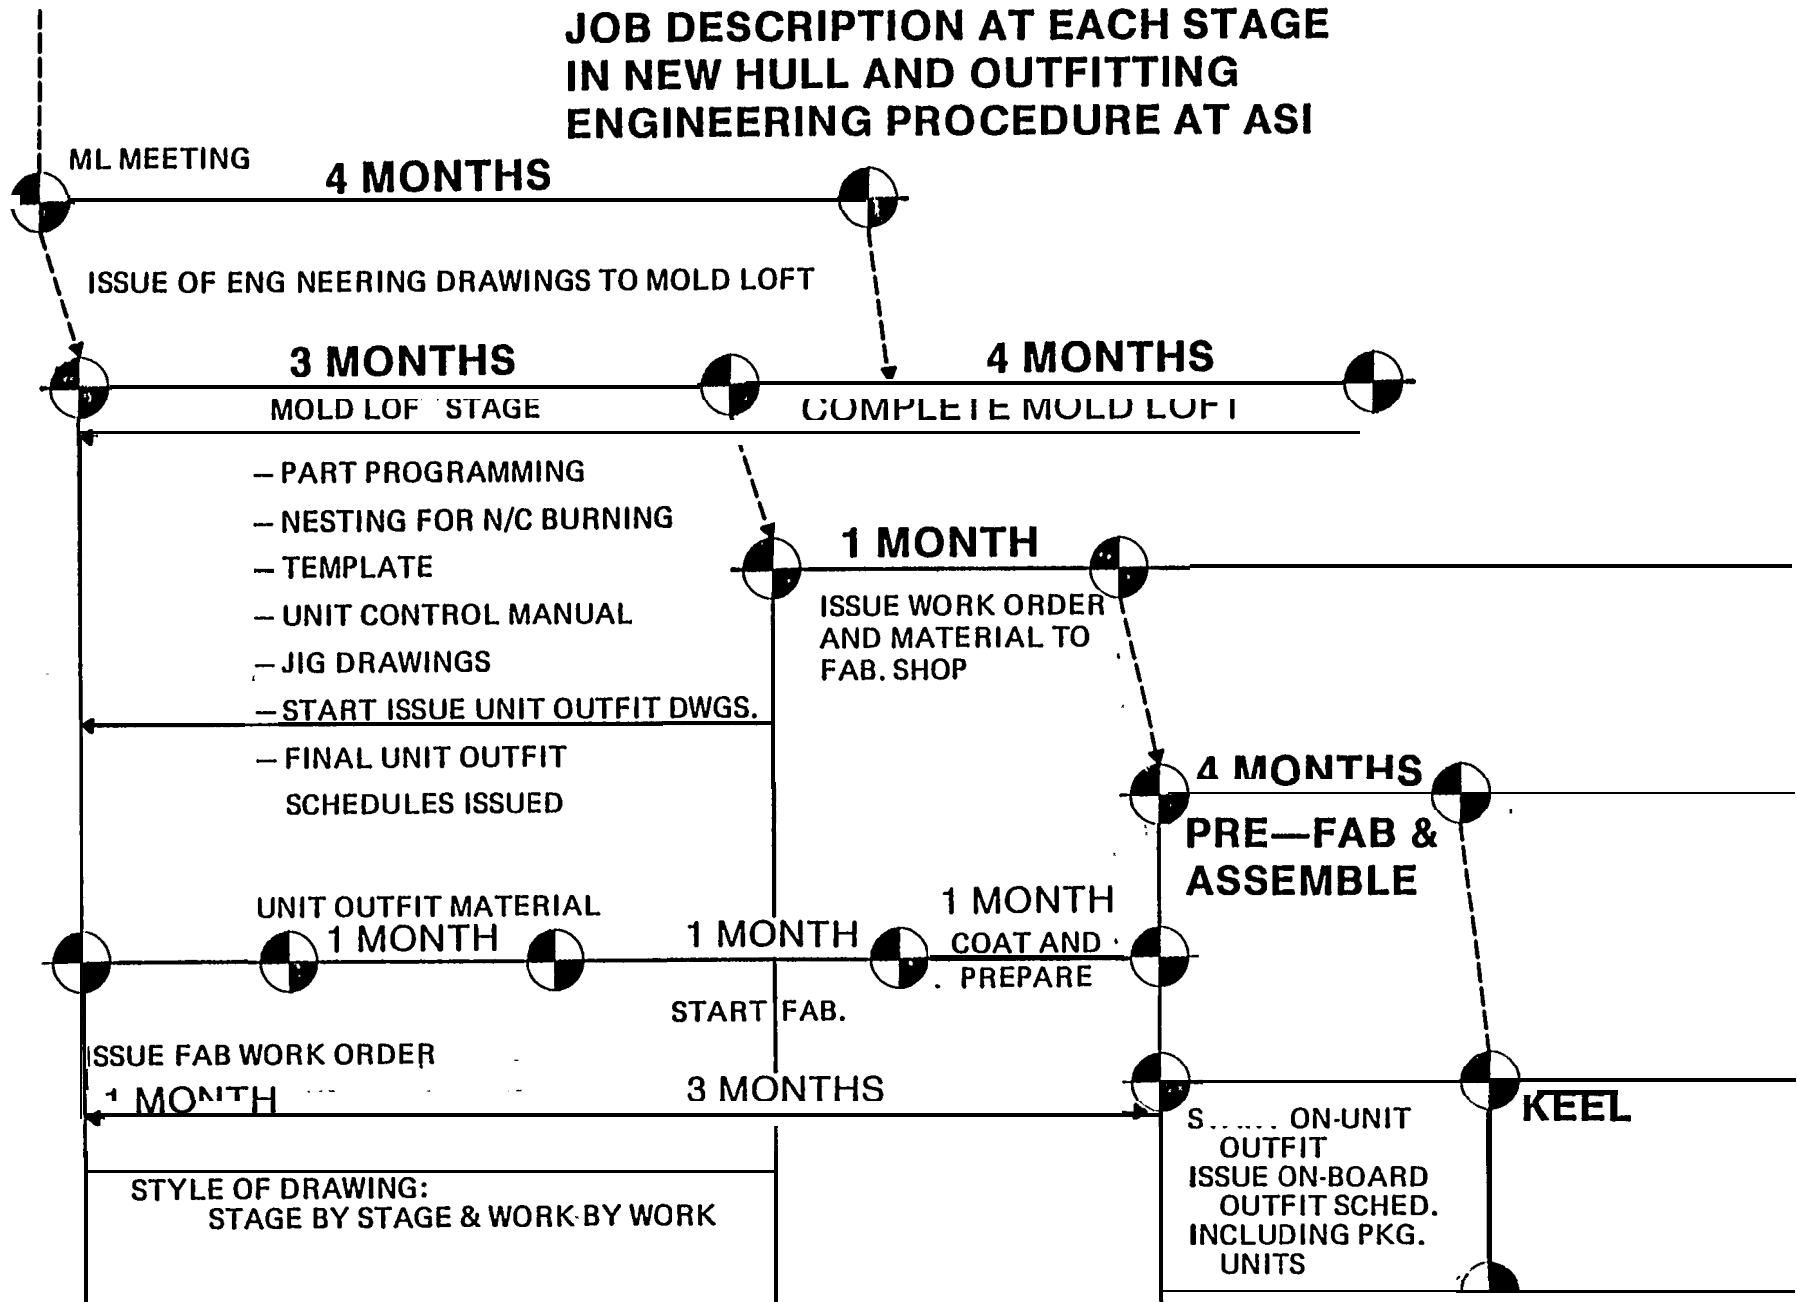 JOB DESCRIPTION AT EACH STAGE
IN NEW HULL AND OUTFITTING
ENGINEERING PROCEDURE AT ASI
ML MEETING
4 MONTHS
ISSUE OF ENG NEERING DRAWINGS TO MOLD LOFT
3 MONTHS
4 MONTHS
MOLD LOF STAGE
COMPLETE MOLD LOFT
– PART PROGRAMMING
– NESTING FOR N/C BURNING
– TEMPLATE
– UNIT CONTROL MANUAL
– JIG DRAWINGS
– START ISSUE UNIT OUTFIT DWGS.
– FINAL UNIT OUTFIT
SCHEDULES ISSUED
1 MONTH
ISSUE WORK ORDER
AND MATERIAL TO
FAB. SHOP
4 MONTHS
PRE—FAB &
ASSEMBLE
UNIT OUTFIT MATERIAL
1 MONTH
1 MONTH
1 MONTH
COAT AND
PREPARE
START FAB.
ISSUE FAB WORK ORDER
1 MONTH
3 MONTHS
KEEL
ON-UNIT
OUTFIT
ISSUE ON-BOARD
OUTFIT SCHED.
INCLUDING PKG.
UNITS
STYLE OF DRAWING:
STAGE BY STAGE & WORK BY WORK